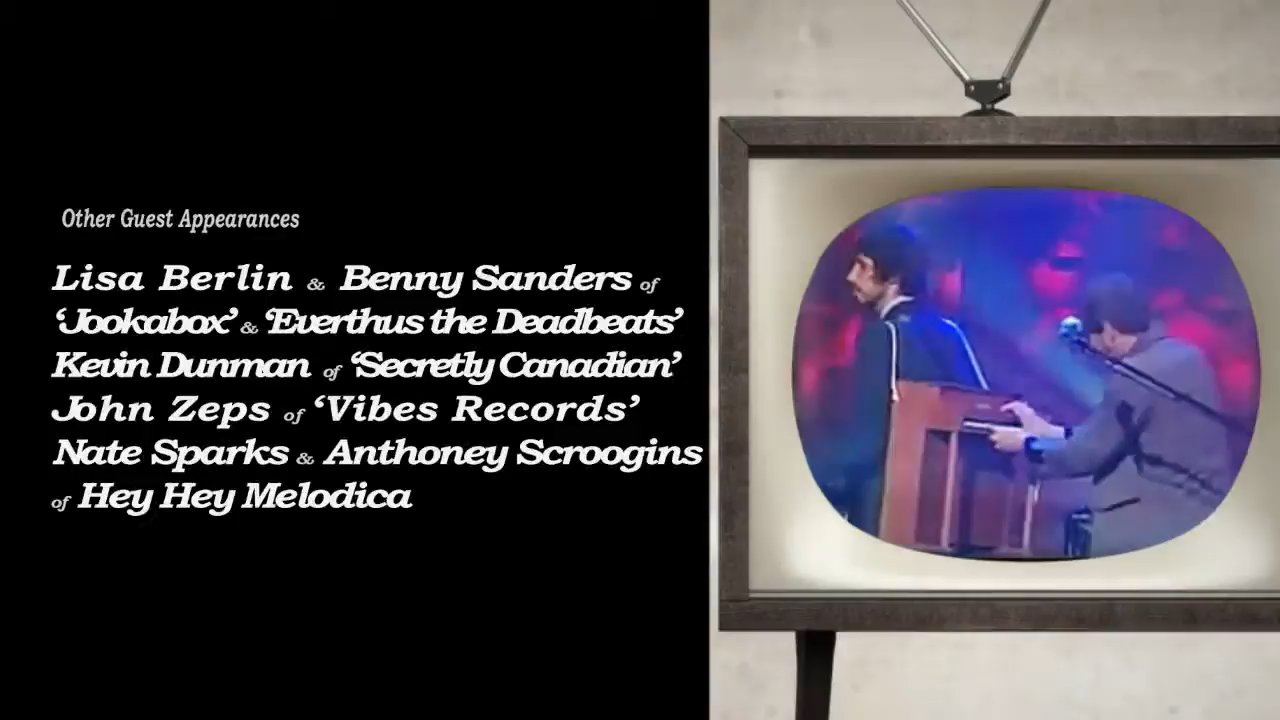 Other Guest Appearances
Lisa Berlin & Benny Sanders of
‘Jookabox’ & ‘Everthus the Deadbeats’
Kevin Dunman of ‘Secretly Canadian’
John Zeps of ‘Vibes Records’
Nate Sparks & Anthoney Scroogins
of Hey Hey Melodica